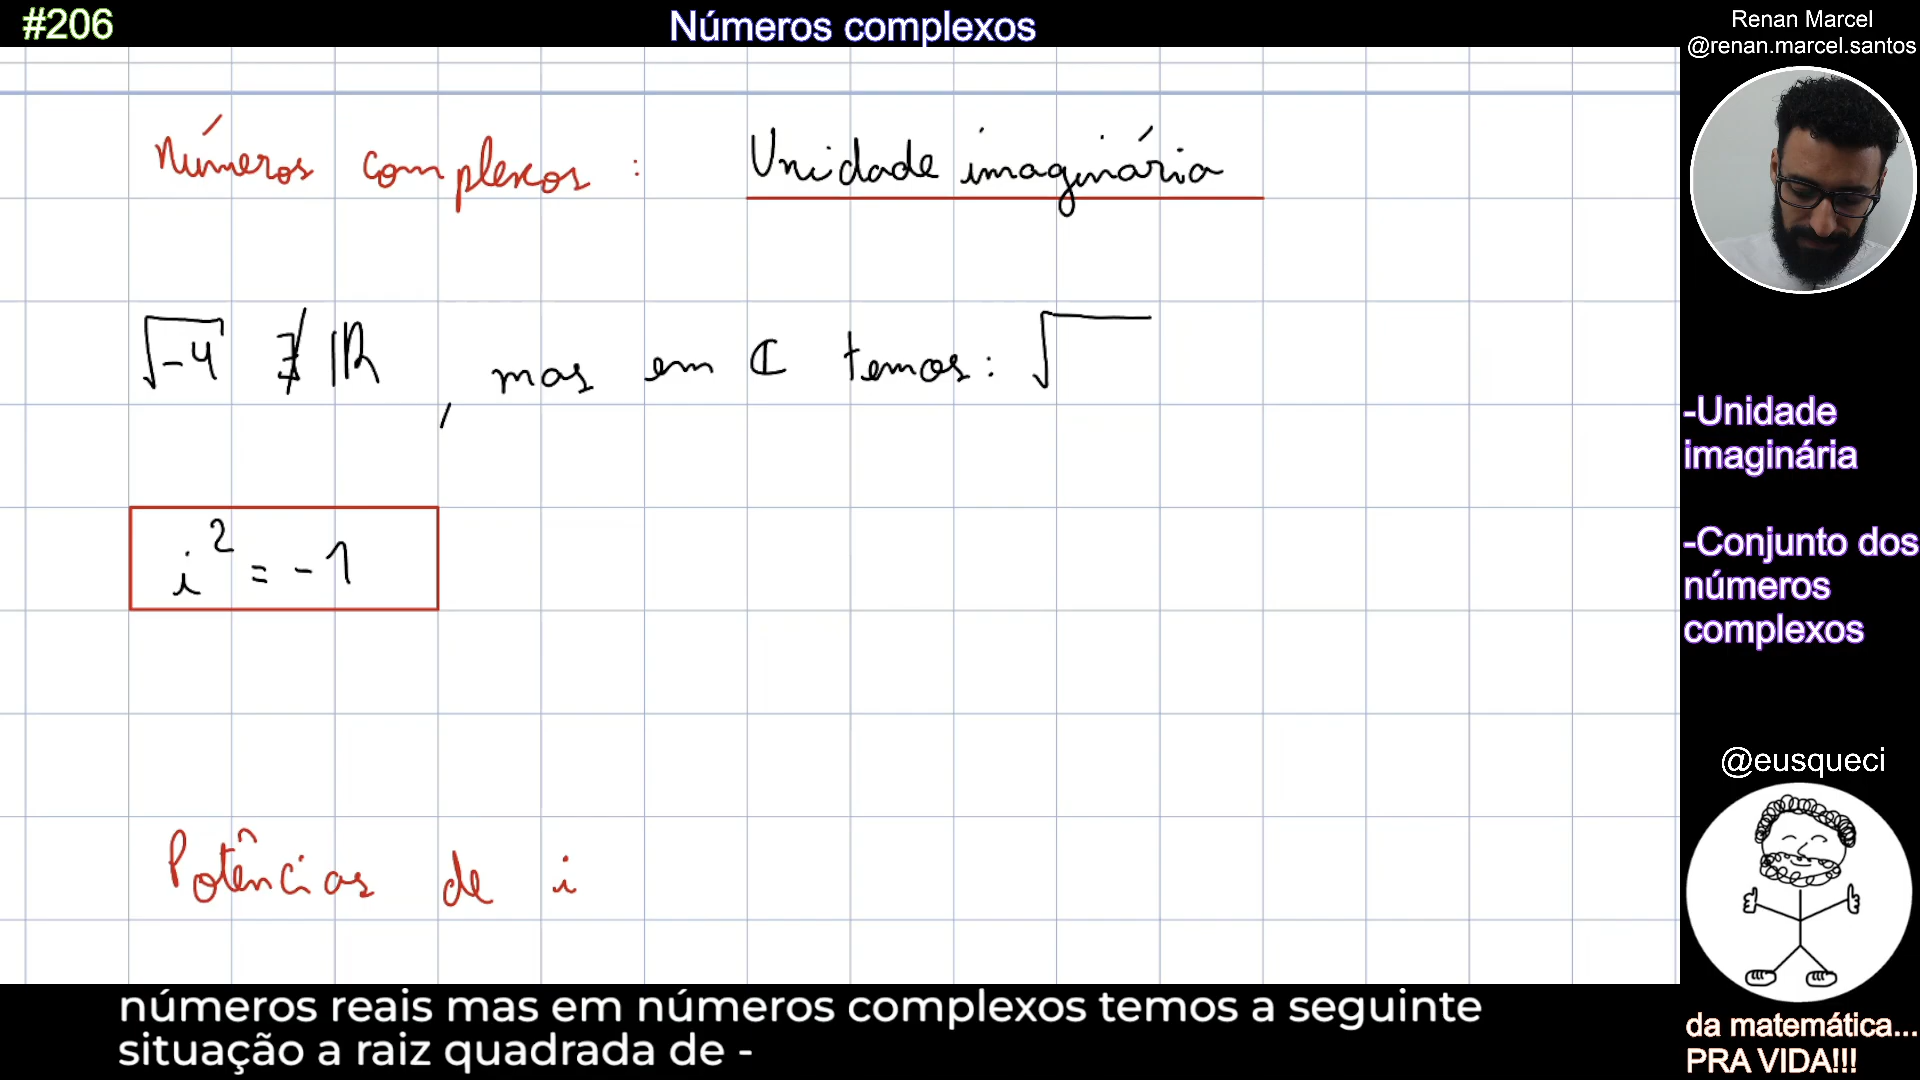 #206
Números complexos
Renan Marcel
@renan.marcel.santos
Números complexos : Unidade imaginária
√-4 ∄ ℝ , mas em ℂ temos: √
i² = -1
Potências de i
-Unidade
imaginária
-Conjunto dos
números
complexos
@eusqueci
da matemática...
PRA VIDA!!!
números reais mas em números complexos temos a seguinte
situação a raiz quadrada de -